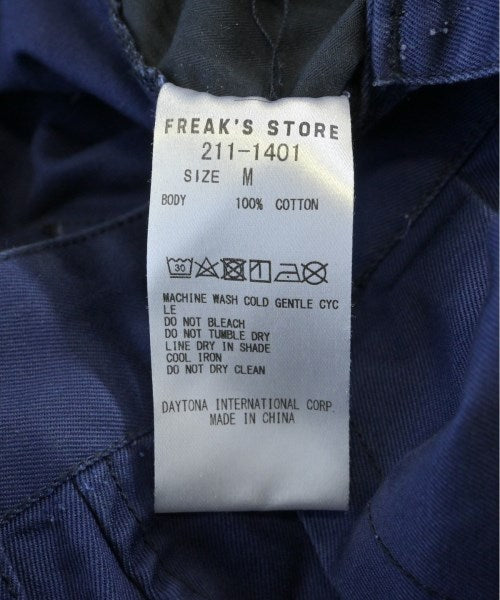 FREAK'S STORE
211-1401
SIZE M
BODY 100% COTTON
30
MACHINE WASH COLD GENTLE CYC
LE
DO NOT BLEACH
DO NOT TUMBLE DRY
LINE DRY IN SHADE
COOL IRON
DO NOT DRY CLEAN
DAYTONA INTERNATIONAL CORP.
MADE IN CHINA